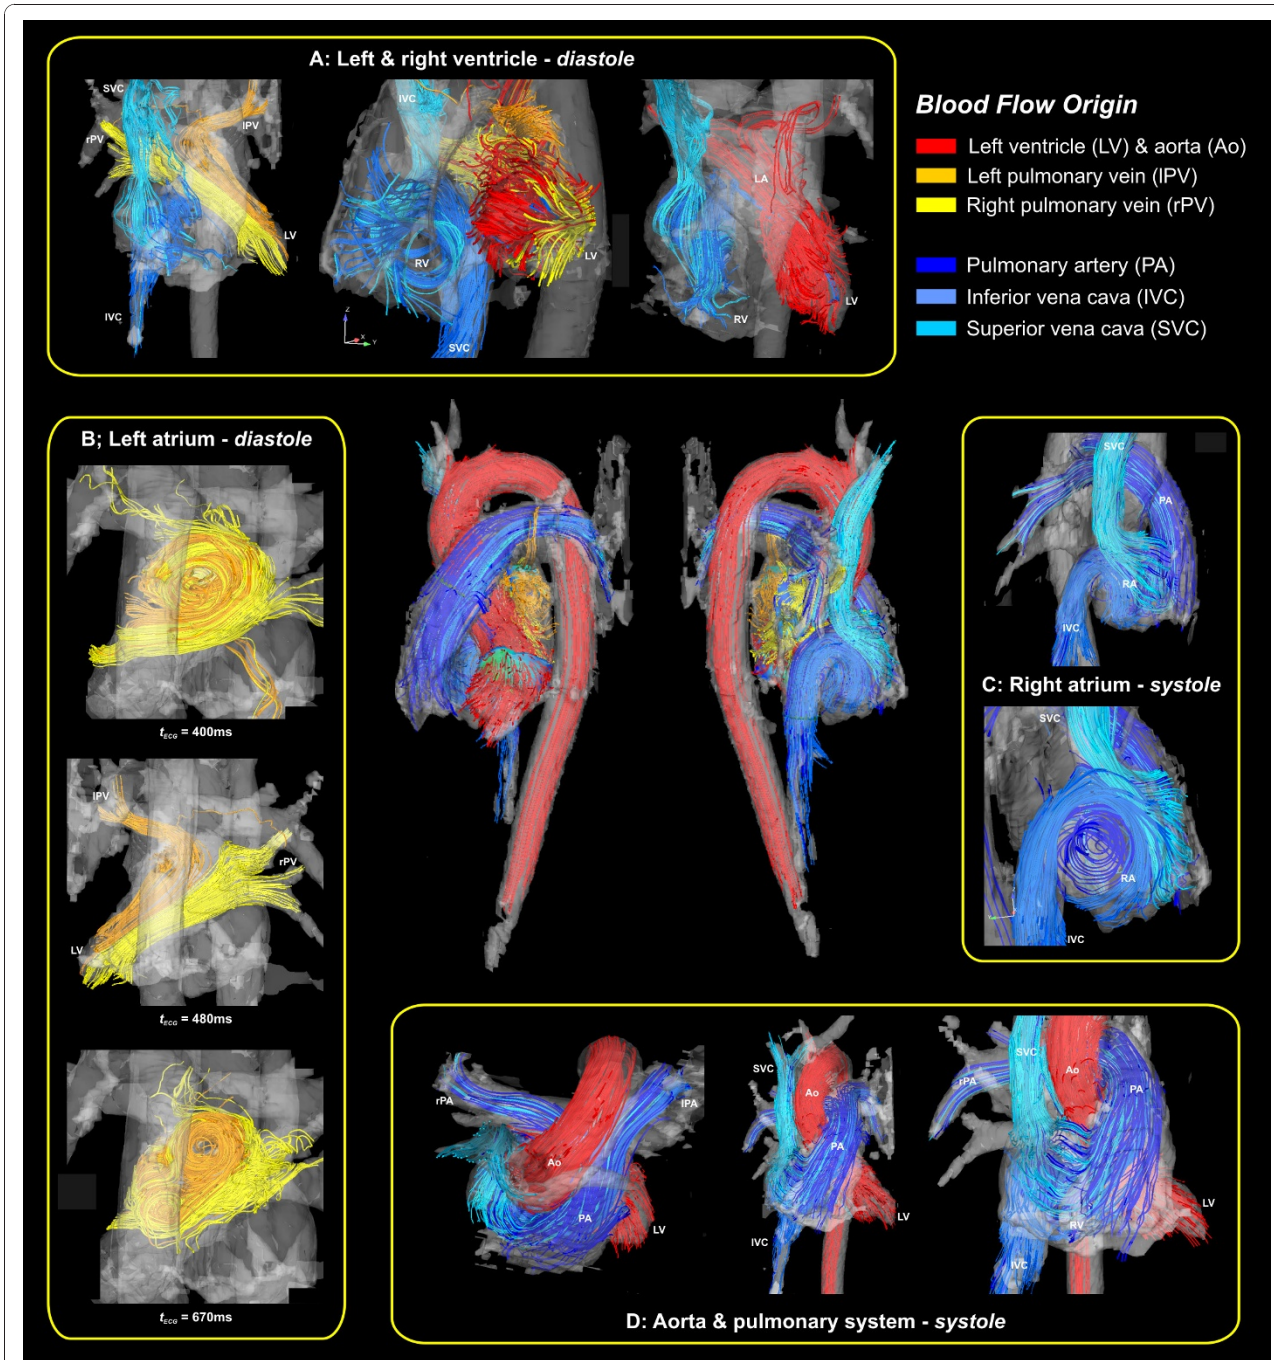 A: Left & right ventricle - diastole
SVC
rPV
lPV
LV
IVC
IVC
RV
LV
SVC
Z
X
Y
LA
LV
RV
Blood Flow Origin
Left ventricle (LV) & aorta (Ao)
Left pulmonary vein (lPV)
Right pulmonary vein (rPV)
Pulmonary artery (PA)
Inferior vena cava (IVC)
Superior vena cava (SVC)
B; Left atrium - diastole
tECG = 400ms
lPV
rPV
LV
tECG = 480ms
tECG = 670ms
SVC
PA
RA
IVC
C: Right atrium - systole
SVC
RA
IVC
rPA
lPA
Ao
PA
LV
SVC
Ao
PA
LV
IVC
SVC
Ao
rPA
PA
LV
RV
IVC
D: Aorta & pulmonary system - systole